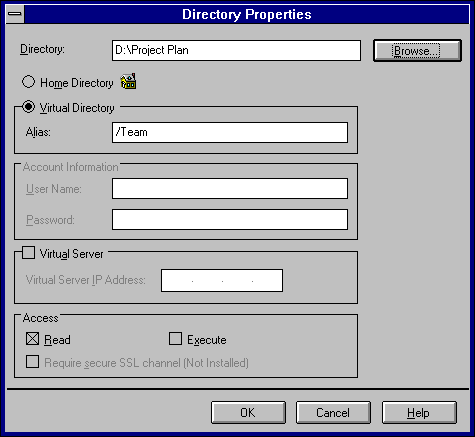 Directory Properties
Directory: D:\Project Plan Browse...
Home Directory
Virtual Directory
Alias: /Team
Account Information
User Name:
Password:
Virtual Server
Virtual Server IP Address: . . .
Access
Read Execute
Require secure SSL channel (Not Installed)
OK Cancel Help